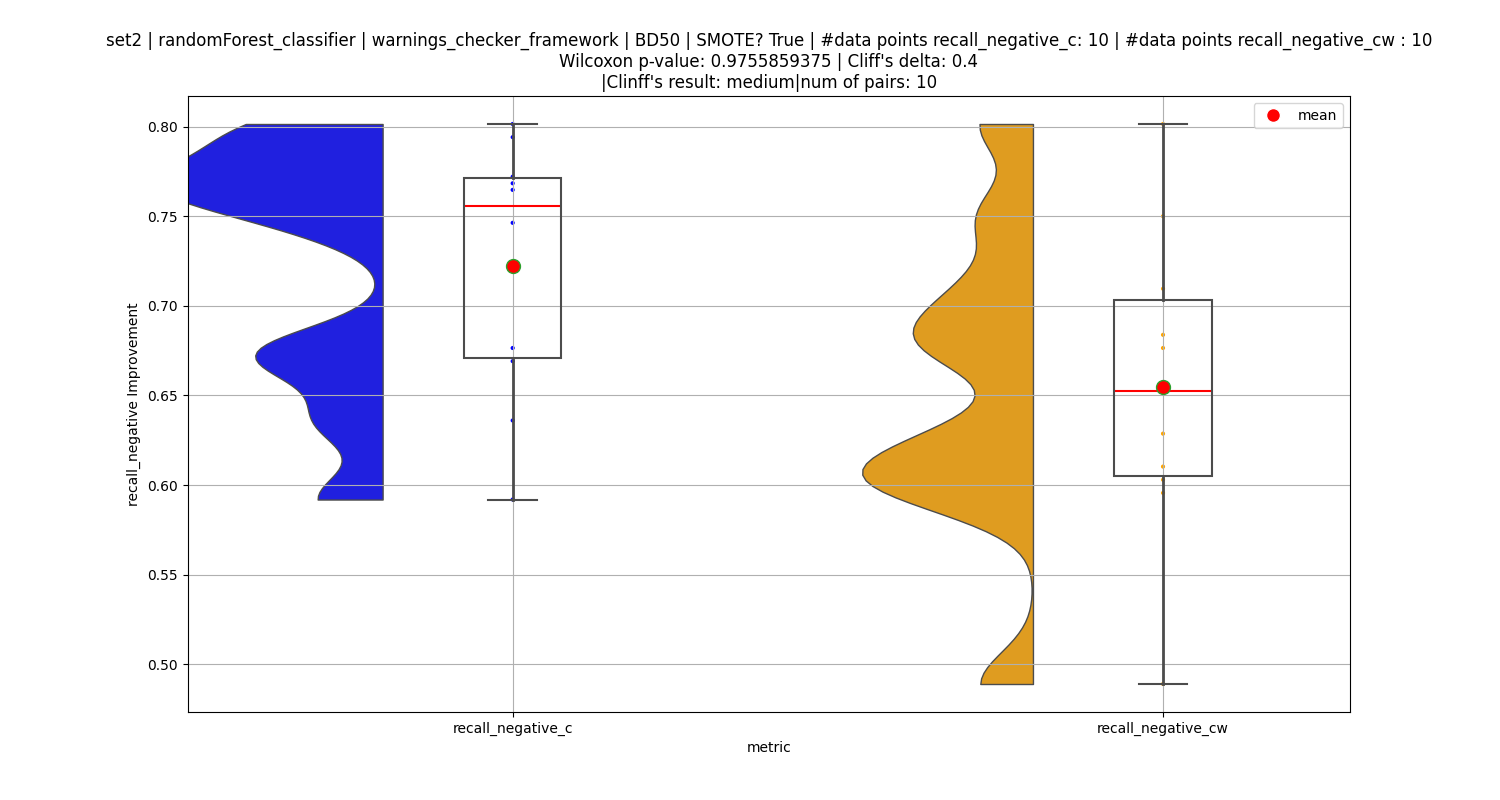 set2 | randomForest_classifier | warnings_checker_framework | BD50 | SMOTE? True | #data points recall_negative_c: 10 | #data points recall_negative_cw : 10
Wilcoxon p-value: 0.9755859375 | Cliff's delta: 0.4
|Clinff's result: medium|num of pairs: 10
mean
0.80
0.75
0.70
0.65
0.60
0.55
0.50
recall_negative Improvement
recall_negative_c
recall_negative_cw
metric